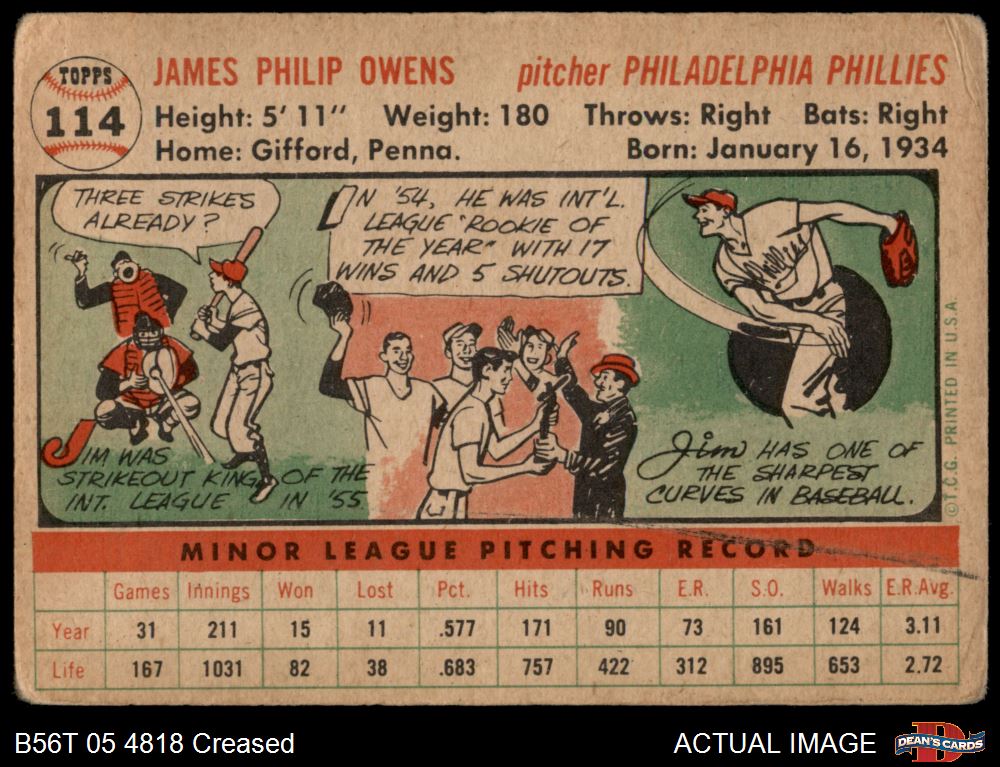 TOPPS
114
JAMES PHILIP OWENS pitcher PHILADELPHIA PHILLIES
Height: 5' 11" Weight: 180 Throws: Right Bats: Right
Home: Gifford, Penna. Born: January 16, 1934
THREE STRIKES
ALREADY?
IN '54, HE WAS INT'L.
LEAGUE "ROOKIE OF
THE YEAR" WITH 17
WINS AND 5 SHUTOUTS.
Phillies
JIM WAS
STRIKEOUT KING OF THE
INT. LEAGUE IN '55
Jim HAS ONE OF
THE SHARPEST
CURVES IN BASEBALL.
©T.C.G. PRINTED IN U.S.A.
MINOR LEAGUE PITCHING RECORD
Games Innings Won Lost Pct. Hits Runs E.R. S.O. Walks E.R.Avg.
Year 31 211 15 11 .577 171 90 73 161 124 3.11
Life 167 1031 82 38 .683 757 422 312 895 653 2.72
B56T 05 4818 Creased ACTUAL IMAGE
D
DEAN'S CARDS